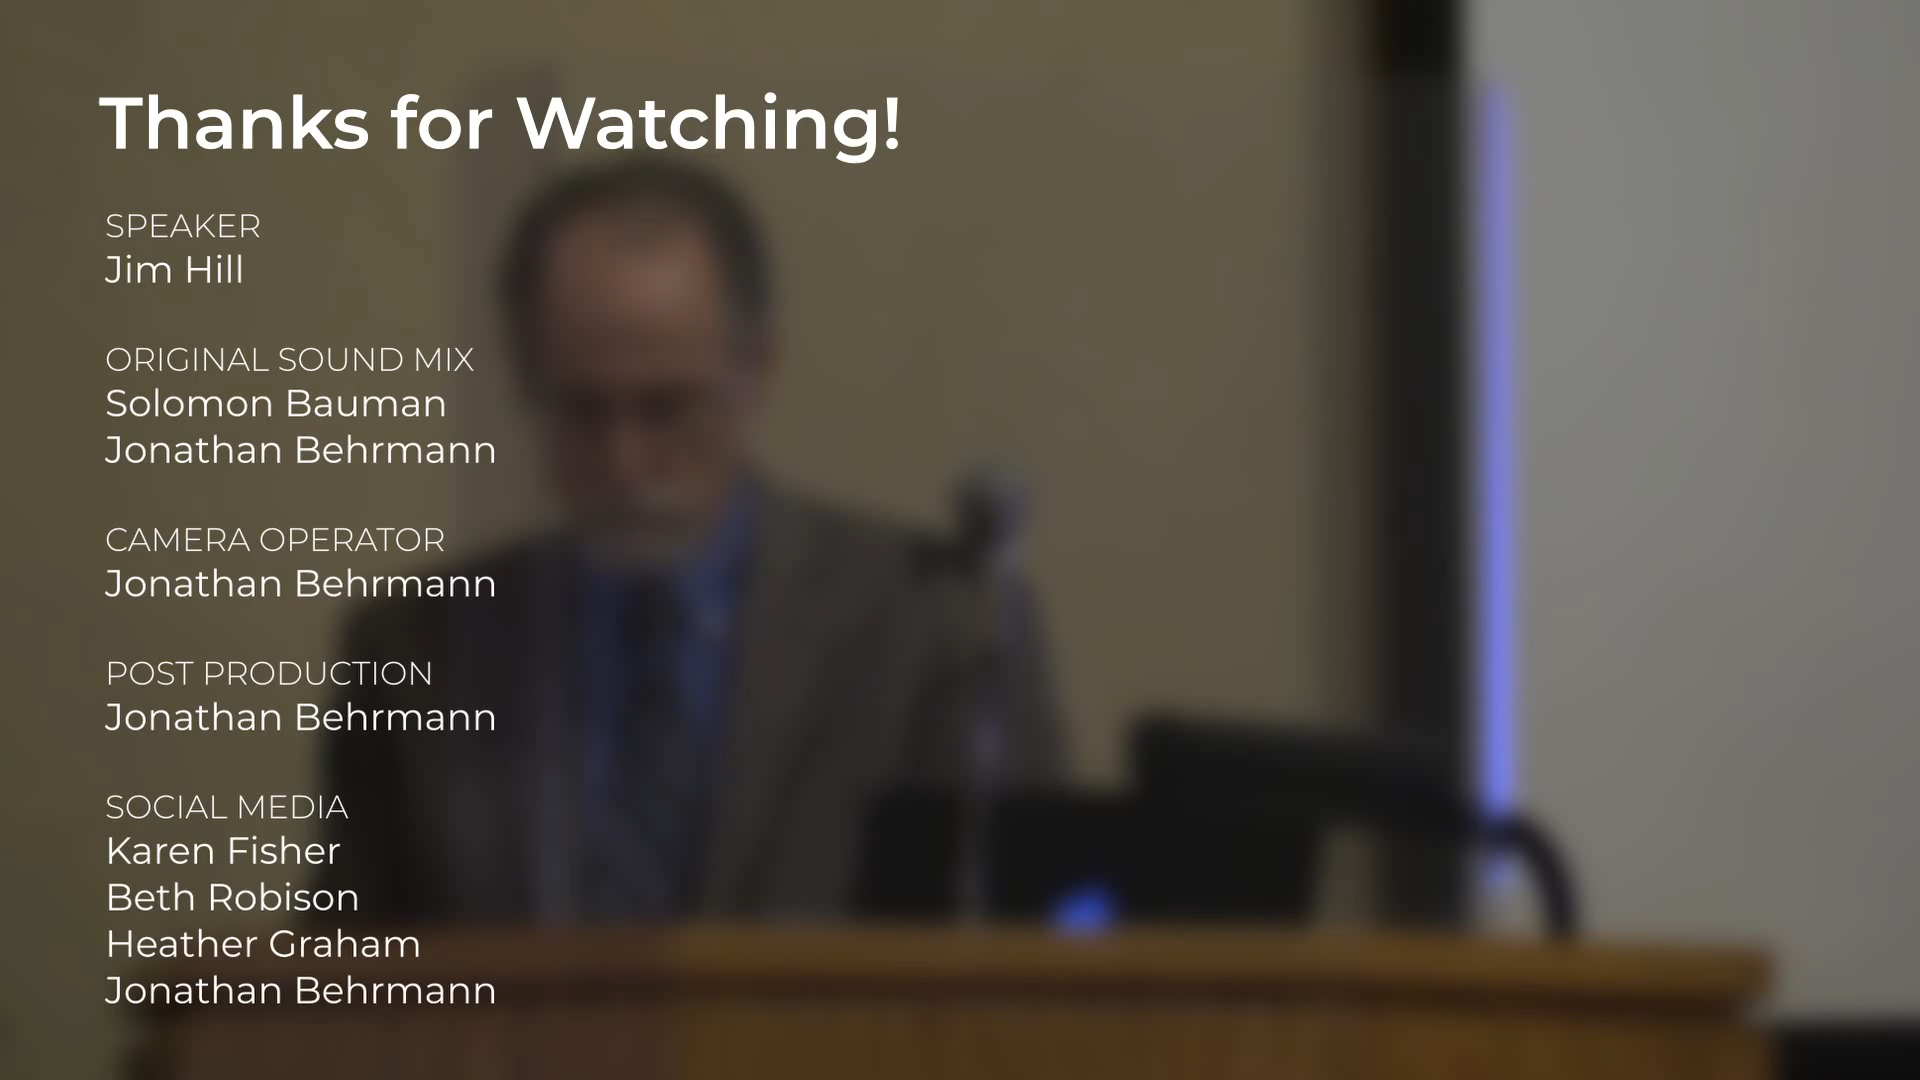 Thanks for Watching!
SPEAKER
Jim Hill
ORIGINAL SOUND MIX
Solomon Bauman
Jonathan Behrmann
CAMERA OPERATOR
Jonathan Behrmann
POST PRODUCTION
Jonathan Behrmann
SOCIAL MEDIA
Karen Fisher
Beth Robison
Heather Graham
Jonathan Behrmann